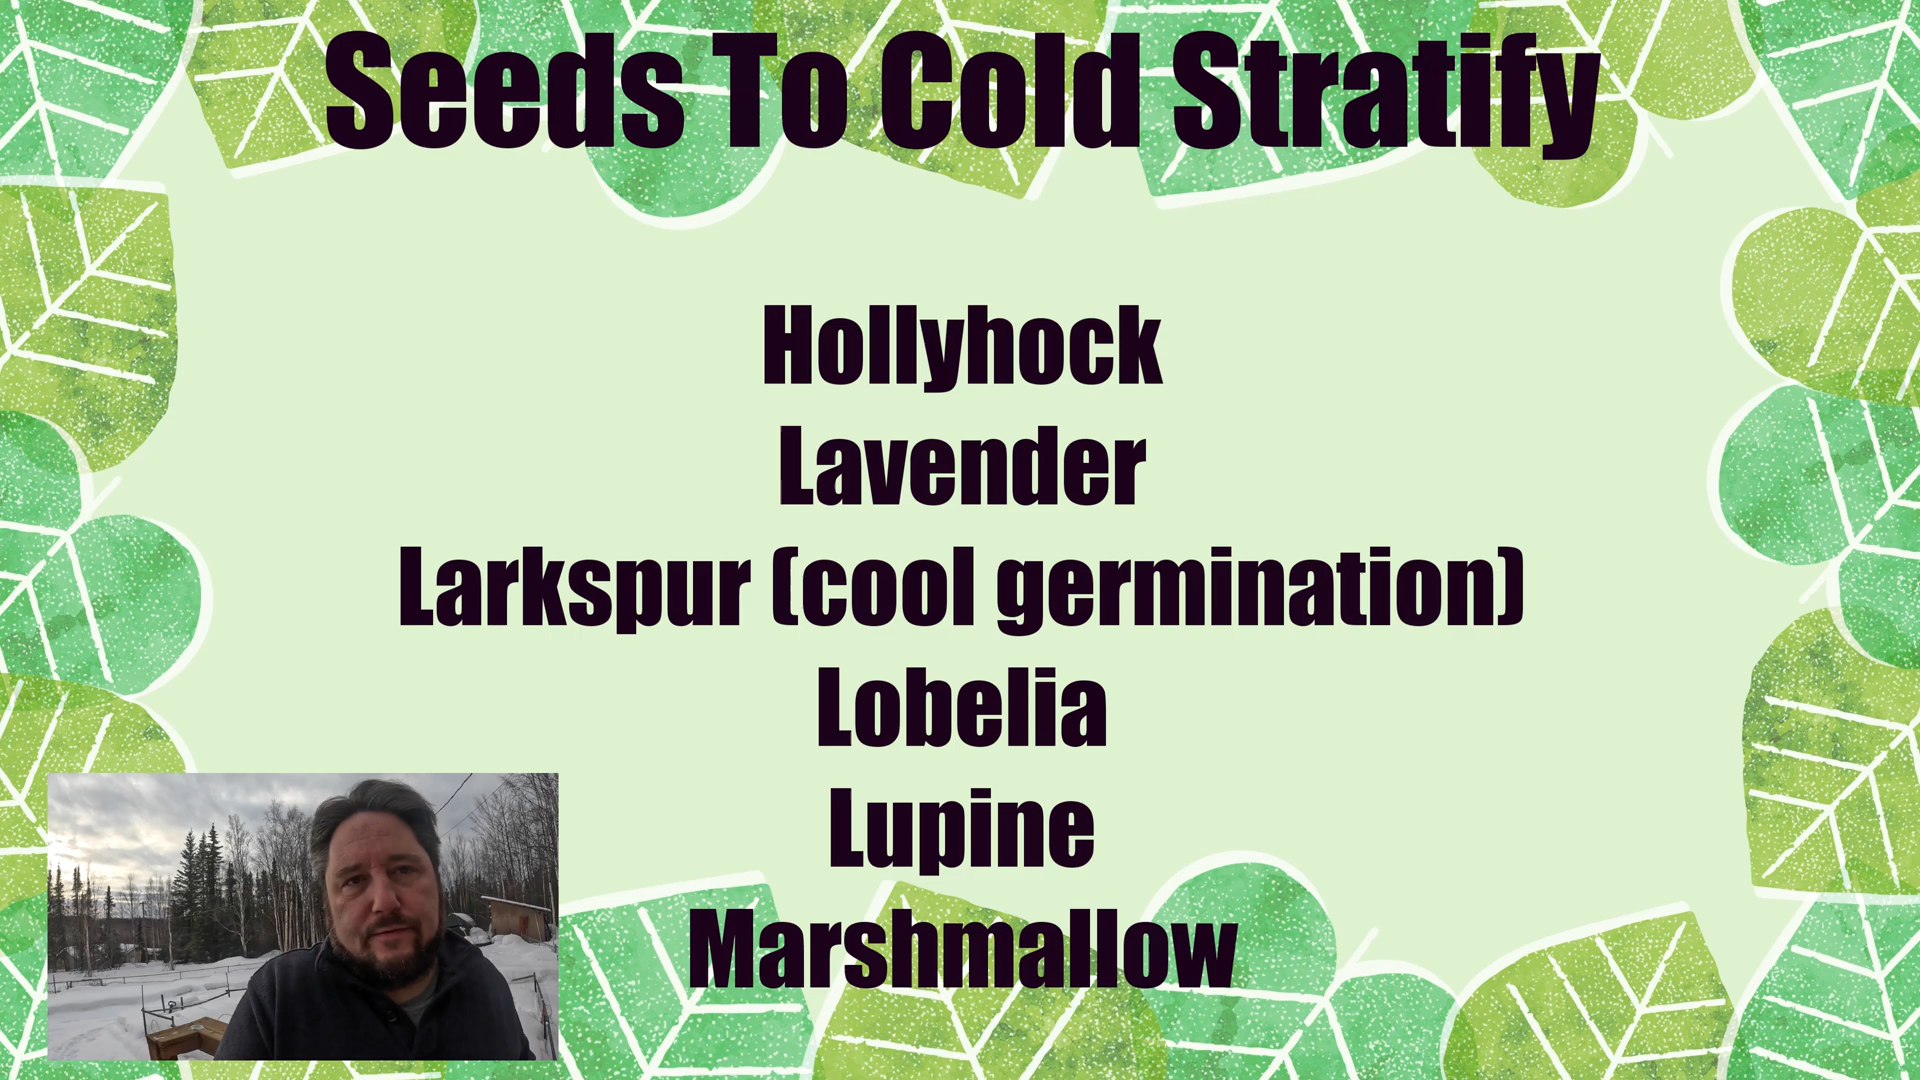 Seeds To Cold Stratify
Hollyhock
Lavender
Larkspur (cool germination)
Lobelia
Lupine
Marshmallow